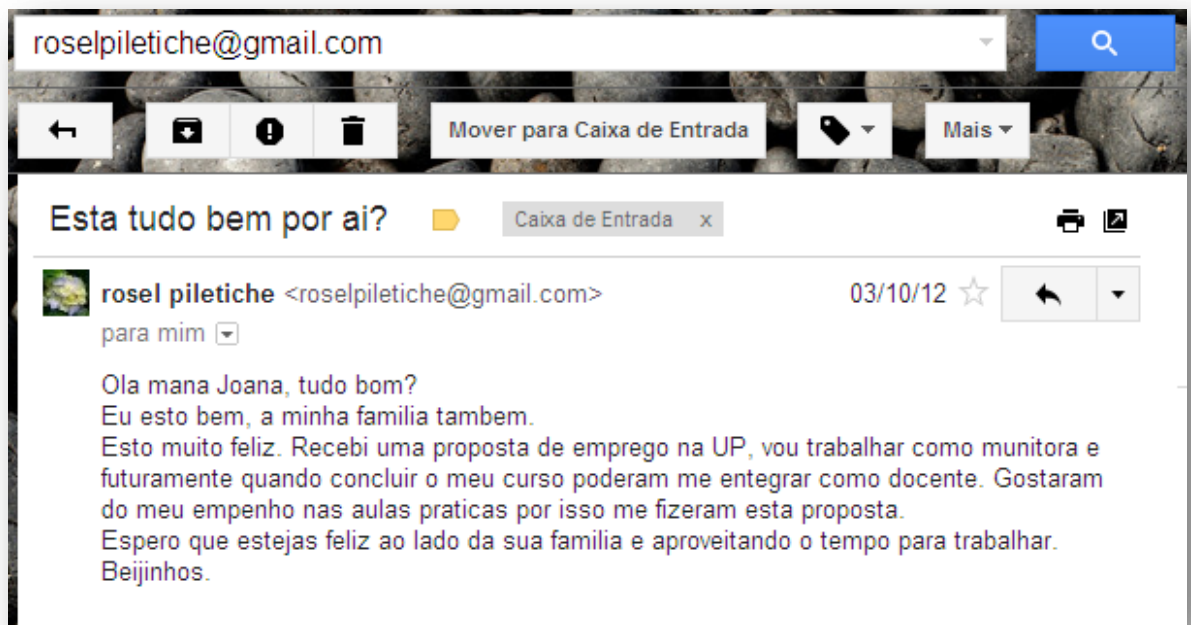 roselpiletiche@gmail.com
Mover para Caixa de Entrada
Mais
Esta tudo bem por ai?
Caixa de Entrada x
rosel piletiche <roselpiletiche@gmail.com>
03/10/12
para mim
Ola mana Joana, tudo bom?
Eu esto bem, a minha familia tambem.
Esto muito feliz. Recebi uma proposta de emprego na UP, vou trabalhar como munitora e
futuramente quando concluir o meu curso poderam me entegrar como docente. Gostaram
do meu empenho nas aulas praticas por isso me fizeram esta proposta.
Espero que estejas feliz ao lado da sua familia e aproveitando o tempo para trabalhar.
Beijinhos.